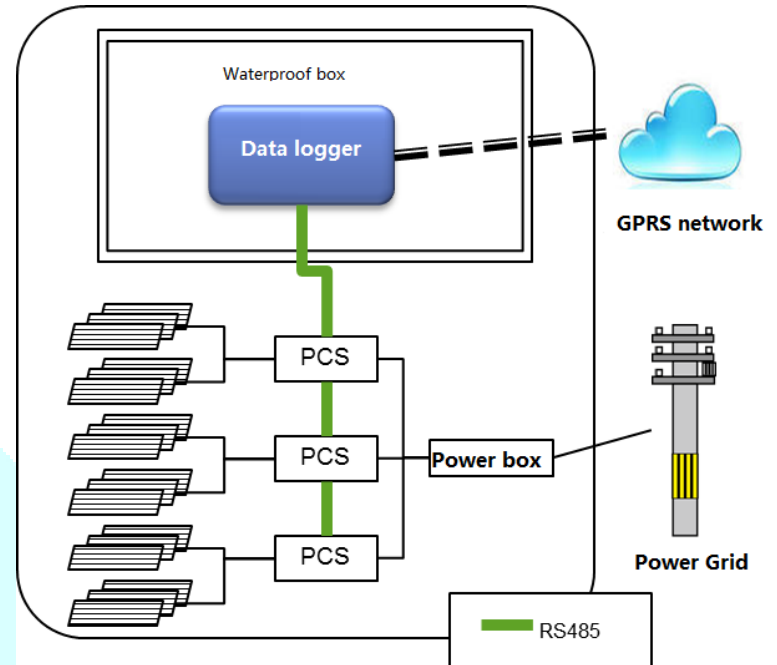 Waterproof box
Data logger
GPRS network
PCS
PCS
Power box
PCS
Power Grid
RS485